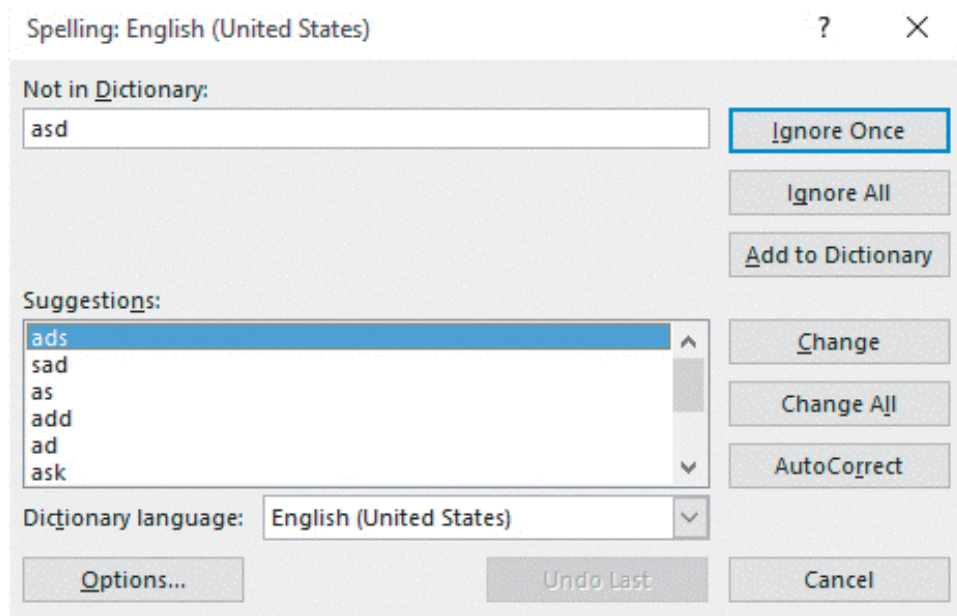 Spelling: English (United States)
?
Not in Dictionary:
asd
Ignore Once
Ignore All
Add to Dictionary
Suggestions:
ads
sad
as
add
ad
ask
Change
Change All
AutoCorrect
Dictionary language: English (United States)
Options... Undo Last Cancel